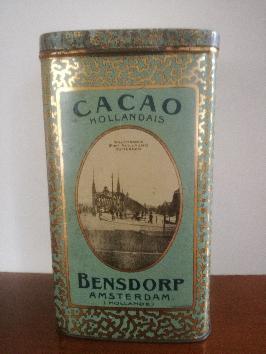 CACAO
HOLLANDAIS
BENSDORP
AMSTERDAM
(HOLLANDE)